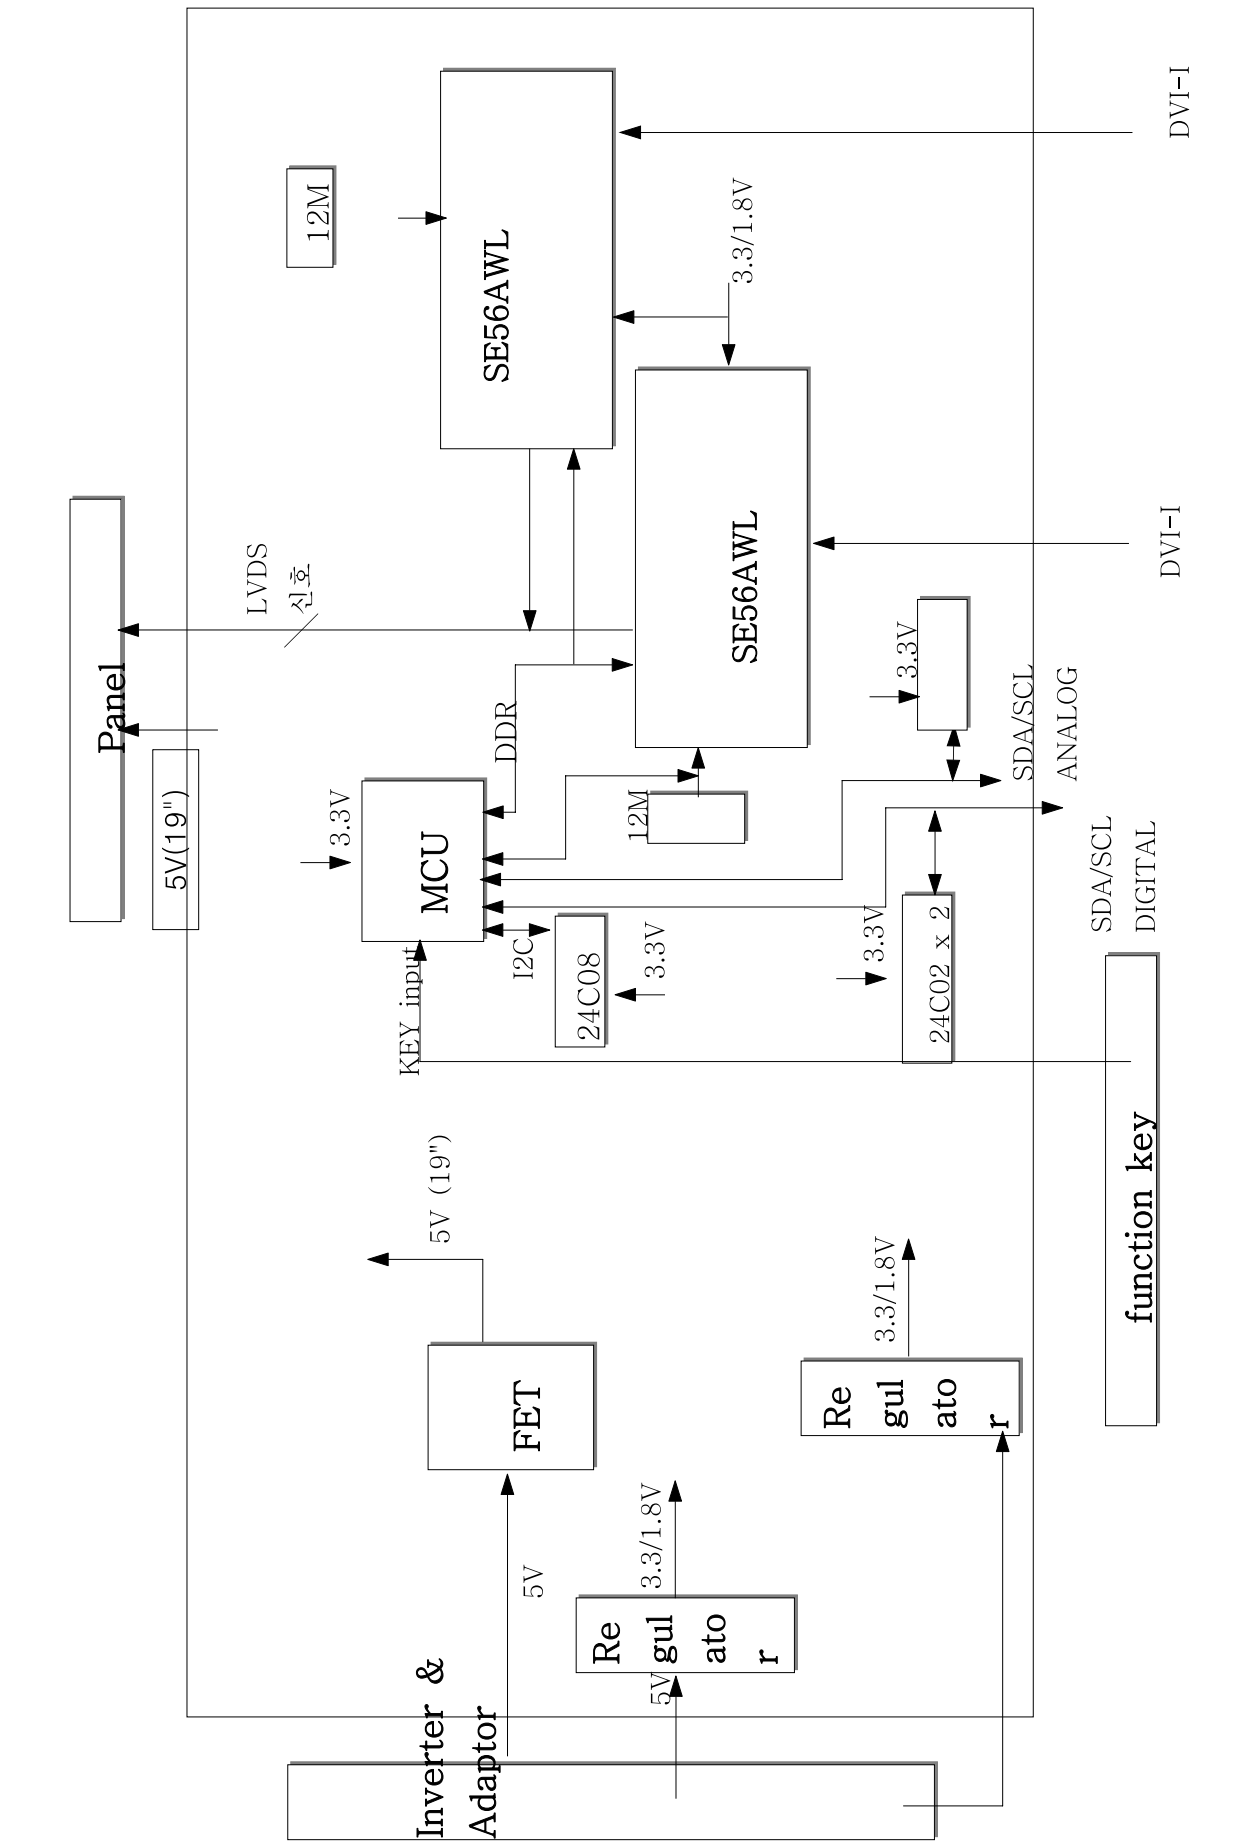 Panel
5V(19")
LVDS
신호
12M
SE56AWL
3.3/1.8V
DVI-I
SE56AWL
DVI-I
DDR
3.3V
MCU
12M
3.3V
SDA/SCL
ANALOG
KEY input
I2C
24C08
3.3V
3.3V
24C02 x 2
SDA/SCL
DIGITAL
function key
5V (19")
FET
5V
3.3/1.8V
Re
gul
ato
r
3.3/1.8V
Re
gul
ato
r
5V
Inverter &
Adaptor